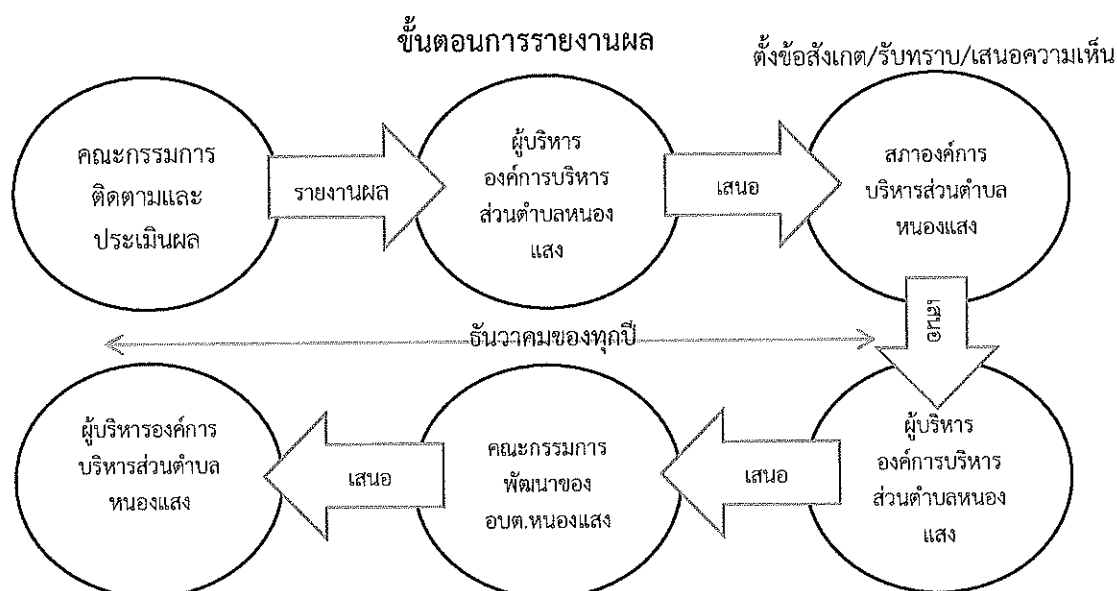 ขั้นตอนการรายงานผล
ตั้งข้อสังเกต/รับทราบ/เสนอความเห็น
คณะกรรมการ
ติดตามและ
ประเมินผล
รายงานผล
ผู้บริหาร
องค์การบริหาร
ส่วนตำบลหนอง
แสง
เสนอ
สภาองค์การ
บริหารส่วนตำบล
หนองแสง
เสนอ
ธันวาคมของทุกปี
ผู้บริหาร
องค์การบริหาร
ส่วนตำบลหนอง
แสง
เสนอ
คณะกรรมการ
พัฒนาของ
อบต.หนองแสง
เสนอ
ผู้บริหารองค์การ
บริหารส่วนตำบล
หนองแสง